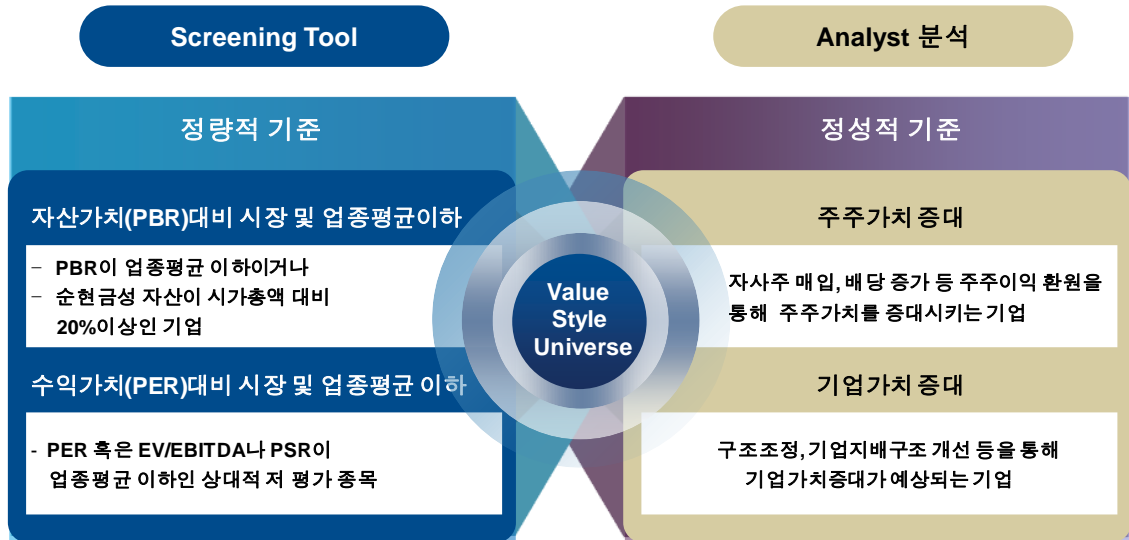 Screening Tool
Analyst 분석
정량적 기준
정성적 기준
자산가치(PBR)대비 시장 및 업종평균이하
– PBR이 업종평균 이하이거나
– 순현금성 자산이 시가총액 대비
20%이상인 기업
수익가치(PER)대비 시장 및 업종평균 이하
- PER 혹은 EV/EBITDA나 PSR이
업종평균 이하인 상대적 저 평가 종목
Value
Style
Universe
주주가치 증대
자사주 매입, 배당 증가 등 주주이익 환원을
통해 주주가치를 증대시키는 기업
기업가치 증대
구조조정, 기업지배구조 개선 등을 통해
기업가치증대가 예상되는 기업